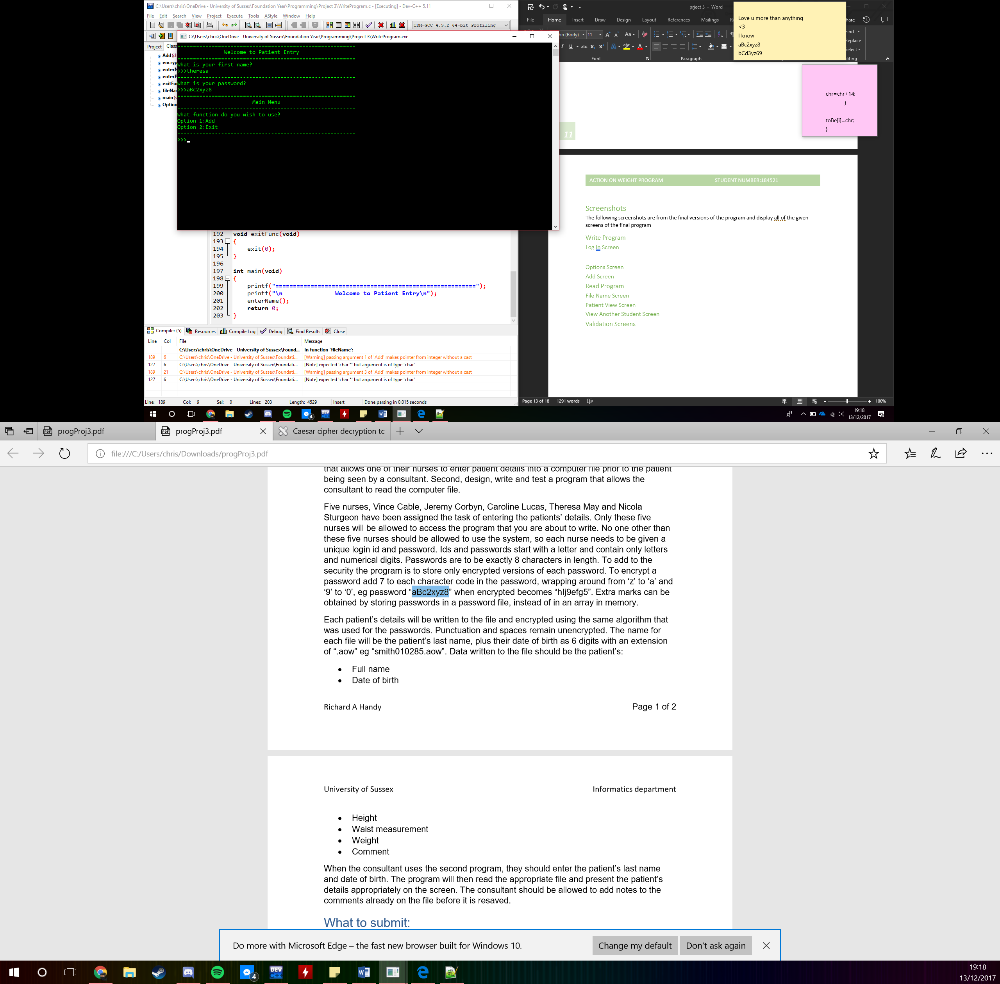 C:\Users\chris\OneDrive - University of Sussex\Foundation Year\Programming\Project 3\WriteProgram.c - [Executing] - Dev-C++ 5.11
File Edit Search View Project Execute Tools AStyle Window Help
TDM-GCC 4.9.2 64-bit Profiling
Project Class
Add (ch
encryp
enterN
enterP
exitFu
fileNa
main (v
Option
C:\Users\chris\OneDrive - University of Sussex\Foundation Year\Programming\Project 3\WriteProgram.exe
=========================================================
Welcome to Patient Entry
=========================================================
What is your first name?
>>>theresa
---------------------------------------------------------
What is your password?
>>>aBc2xyz8
=========================================================
Main Menu
---------------------------------------------------------
What function do you wish to use?
Option 1:Add
Option 2:Exit
---------------------------------------------------------
>>>
192 void exitFunc(void)
193 {
194 exit(0);
195 }
196
197 int main(void)
198 {
199 printf("=========================================================");
200 printf("\n Welcome to Patient Entry\n");
201 enterName();
202 return 0;
203 }
Compiler (5) Resources Compile Log Debug Find Results Close
Line Col File Message
C:\Users\chris\OneDrive - University of Sussex\Found... In function 'fileName':
189 6 C:\Users\chris\OneDrive - University of Sussex\Foundati... [Warning] passing argument 1 of 'Add' makes pointer from integer without a cast
127 6 C:\Users\chris\OneDrive - University of Sussex\Foundati... [Note] expected 'char *' but argument is of type 'char'
189 21 C:\Users\chris\OneDrive - University of Sussex\Foundati... [Warning] passing argument 3 of 'Add' makes pointer from integer without a cast
127 6 C:\Users\chris\OneDrive - University of Sussex\Foundati... [Note] expected 'char *' but argument is of type 'char'
Line: 189 Col: 9 Sel: 0 Lines: 203 Length: 4529 Insert Done parsing in 0.015 seconds
prject 3 - Word
File Home Insert Draw Design Layout References Mailings R hare
ori (Body) 11 Aa Find
Replace
Select
Font Paragraph diting
Love u more than anything
<3
I know
aBc2xyz8
bCd3yz69
chr=chr+14;
}
toBe[i]=chr;
}
11
ACTION ON WEIGHT PROGRAM STUDENT NUMBER:184521
Screenshots
The following screenshots are from the final versions of the program and display all of the given
screens of the final program
Write Program
Log In Screen
Options Screen
Add Screen
Read Program
File Name Screen
Patient View Screen
View Another Student Screen
Validation Screens
Page 13 of 18 1291 words 100%
4 19:18
13/12/2017
progProj3.pdf progProj3.pdf Caesar cipher decryption tc
file:///C:/Users/chris/Downloads/progProj3.pdf
that allows one of their nurses to enter patient details into a computer file prior to the patient
being seen by a consultant. Second, design, write and test a program that allows the
consultant to read the computer file.
Five nurses, Vince Cable, Jeremy Corbyn, Caroline Lucas, Theresa May and Nicola
Sturgeon have been assigned the task of entering the patients’ details. Only these five
nurses will be allowed to access the program that you are about to write. No one other than
these five nurses should be allowed to use the system, so each nurse needs to be given a
unique login id and password. Ids and passwords start with a letter and contain only letters
and numerical digits. Passwords are to be exactly 8 characters in length. To add to the
security the program is to store only encrypted versions of each password. To encrypt a
password add 7 to each character code in the password, wrapping around from ‘z’ to ‘a’ and
‘9’ to ‘0’, eg password “aBc2xyz8” when encrypted becomes “hIj9efg5”. Extra marks can be
obtained by storing passwords in a password file, instead of in an array in memory.
Each patient’s details will be written to the file and encrypted using the same algorithm that
was used for the passwords. Punctuation and spaces remain unencrypted. The name for
each file will be the patient’s last name, plus their date of birth as 6 digits with an extension
of “.aow” eg “smith010285.aow”. Data written to the file should be the patient’s:
• Full name
• Date of birth
Richard A Handy Page 1 of 2
University of Sussex Informatics department
• Height
• Waist measurement
• Weight
• Comment
When the consultant uses the second program, they should enter the patient’s last name
and date of birth. The program will then read the appropriate file and present the patient’s
details appropriately on the screen. The consultant should be allowed to add notes to the
comments already on the file before it is resaved.
What to submit:
Do more with Microsoft Edge – the fast new browser built for Windows 10. Change my default Don’t ask again
4 DEV C++ 19:18
13/12/2017